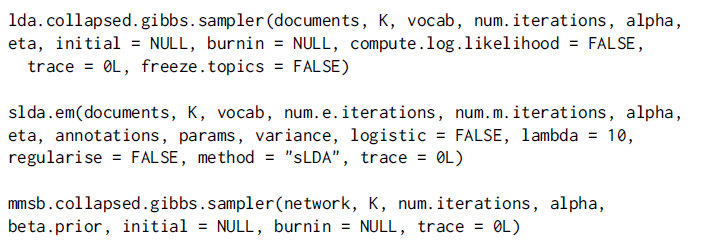 lda.collapsed.gibbs.sampler(documents, K, vocab, num.iterations, alpha,
eta, initial = NULL, burnin = NULL, compute.log.likelihood = FALSE,
  trace = 0L, freeze.topics = FALSE)

slda.em(documents, K, vocab, num.e.iterations, num.m.iterations, alpha,
eta, annotations, params, variance, logistic = FALSE, lambda = 10,
regularise = FALSE, method = "sLDA", trace = 0L)

mmsb.collapsed.gibbs.sampler(network, K, num.iterations, alpha,
beta.prior, initial = NULL, burnin = NULL, trace = 0L)